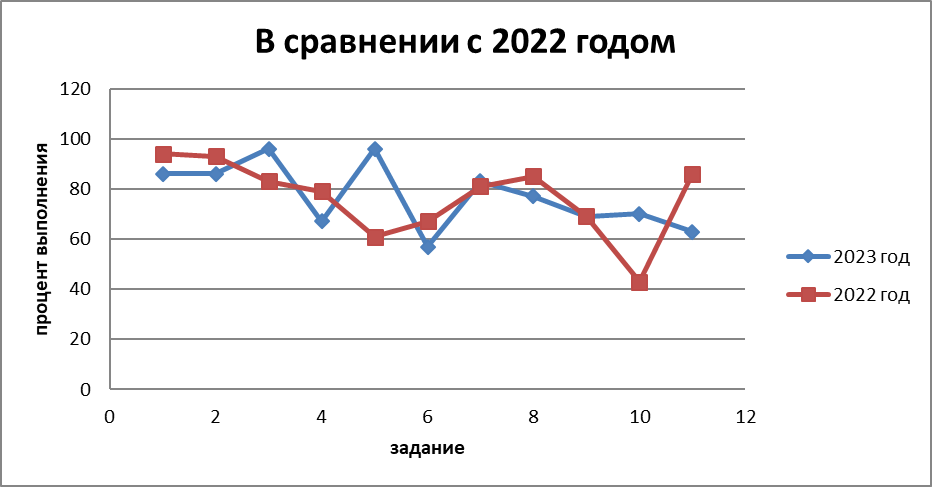 В сравнении с 2022 годом
процент выполнения
120
100
80
60
40
20
0
0 2 4 6 8 10 12
задание
2023 год
2022 год